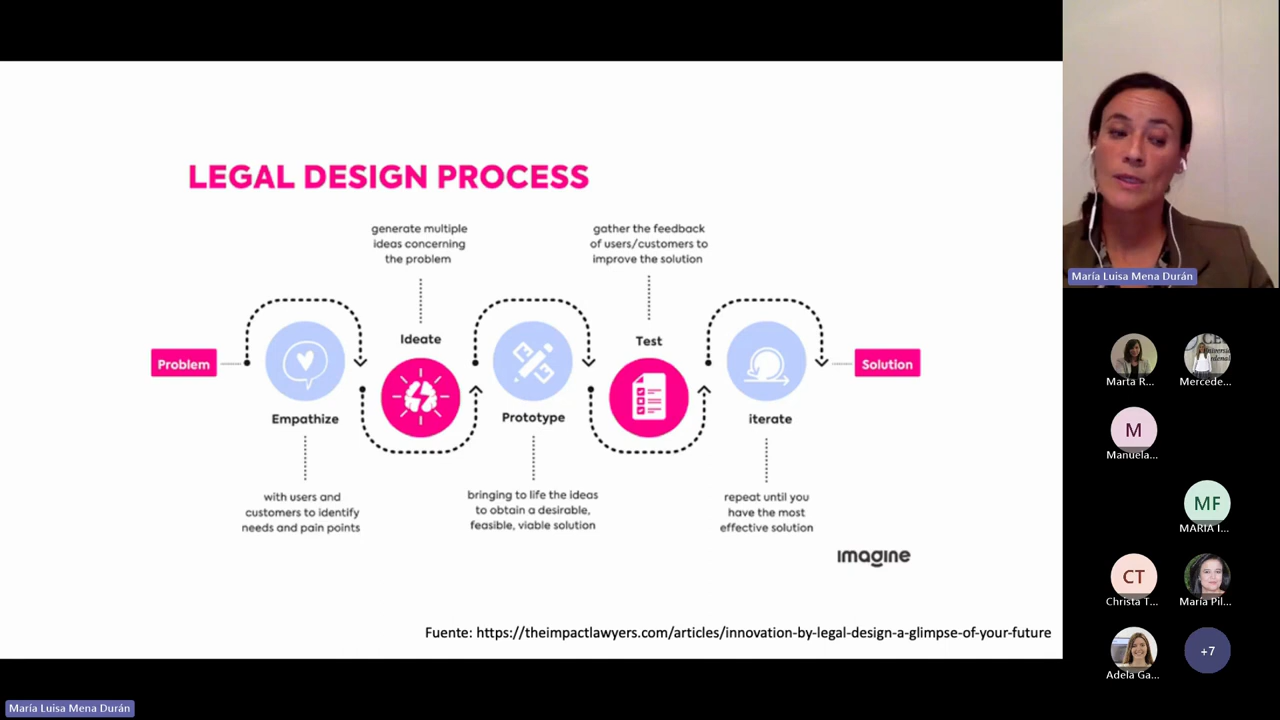 LEGAL DESIGN PROCESS
generate multiple
ideas concerning
the problem
gather the feedback
of users/customers to
improve the solution
Problem
Empathize
Ideate
Prototype
Test
iterate
Solution
with users and
customers to identify
needs and pain points
bringing to life the ideas
to obtain a desirable,
feasible, viable solution
repeat until you
have the most
effective solution
imagine
Fuente: https://theimpactlawyers.com/articles/innovation-by-legal-design-a-glimpse-of-your-future
María Luisa Mena Durán
María Luisa Mena Durán
Marta R...
Mercede...
M
Manuela...
MF
MARIA I...
CT
Christa T...
María Pil...
Adela Ga...
+7